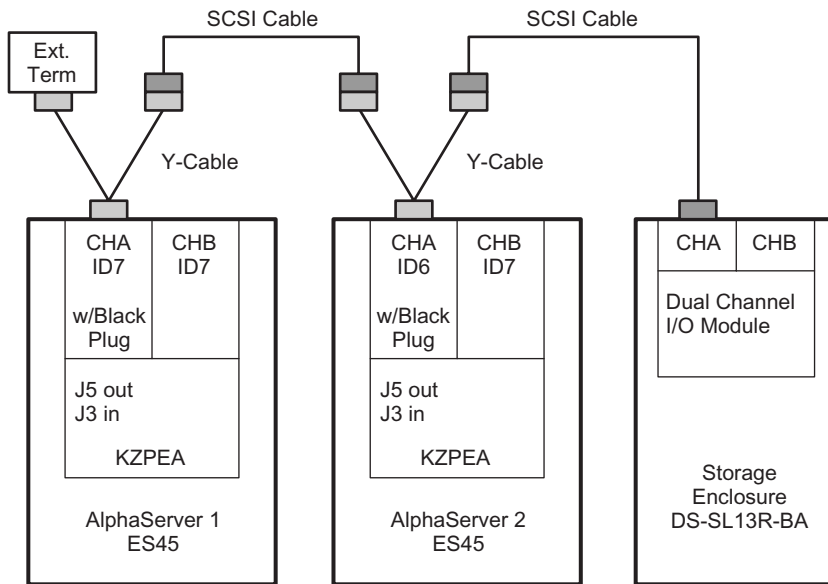 SCSI Cable
SCSI Cable
Ext.
Term
Y-Cable
Y-Cable
CHA
ID7
CHB
ID7
w/Black
Plug
J5 out
J3 in
KZPEA
AlphaServer 1
ES45
CHA
ID6
CHB
ID7
w/Black
Plug
J5 out
J3 in
KZPEA
AlphaServer 2
ES45
CHA
CHB
Dual Channel
I/O Module
Storage
Enclosure
DS-SL13R-BA